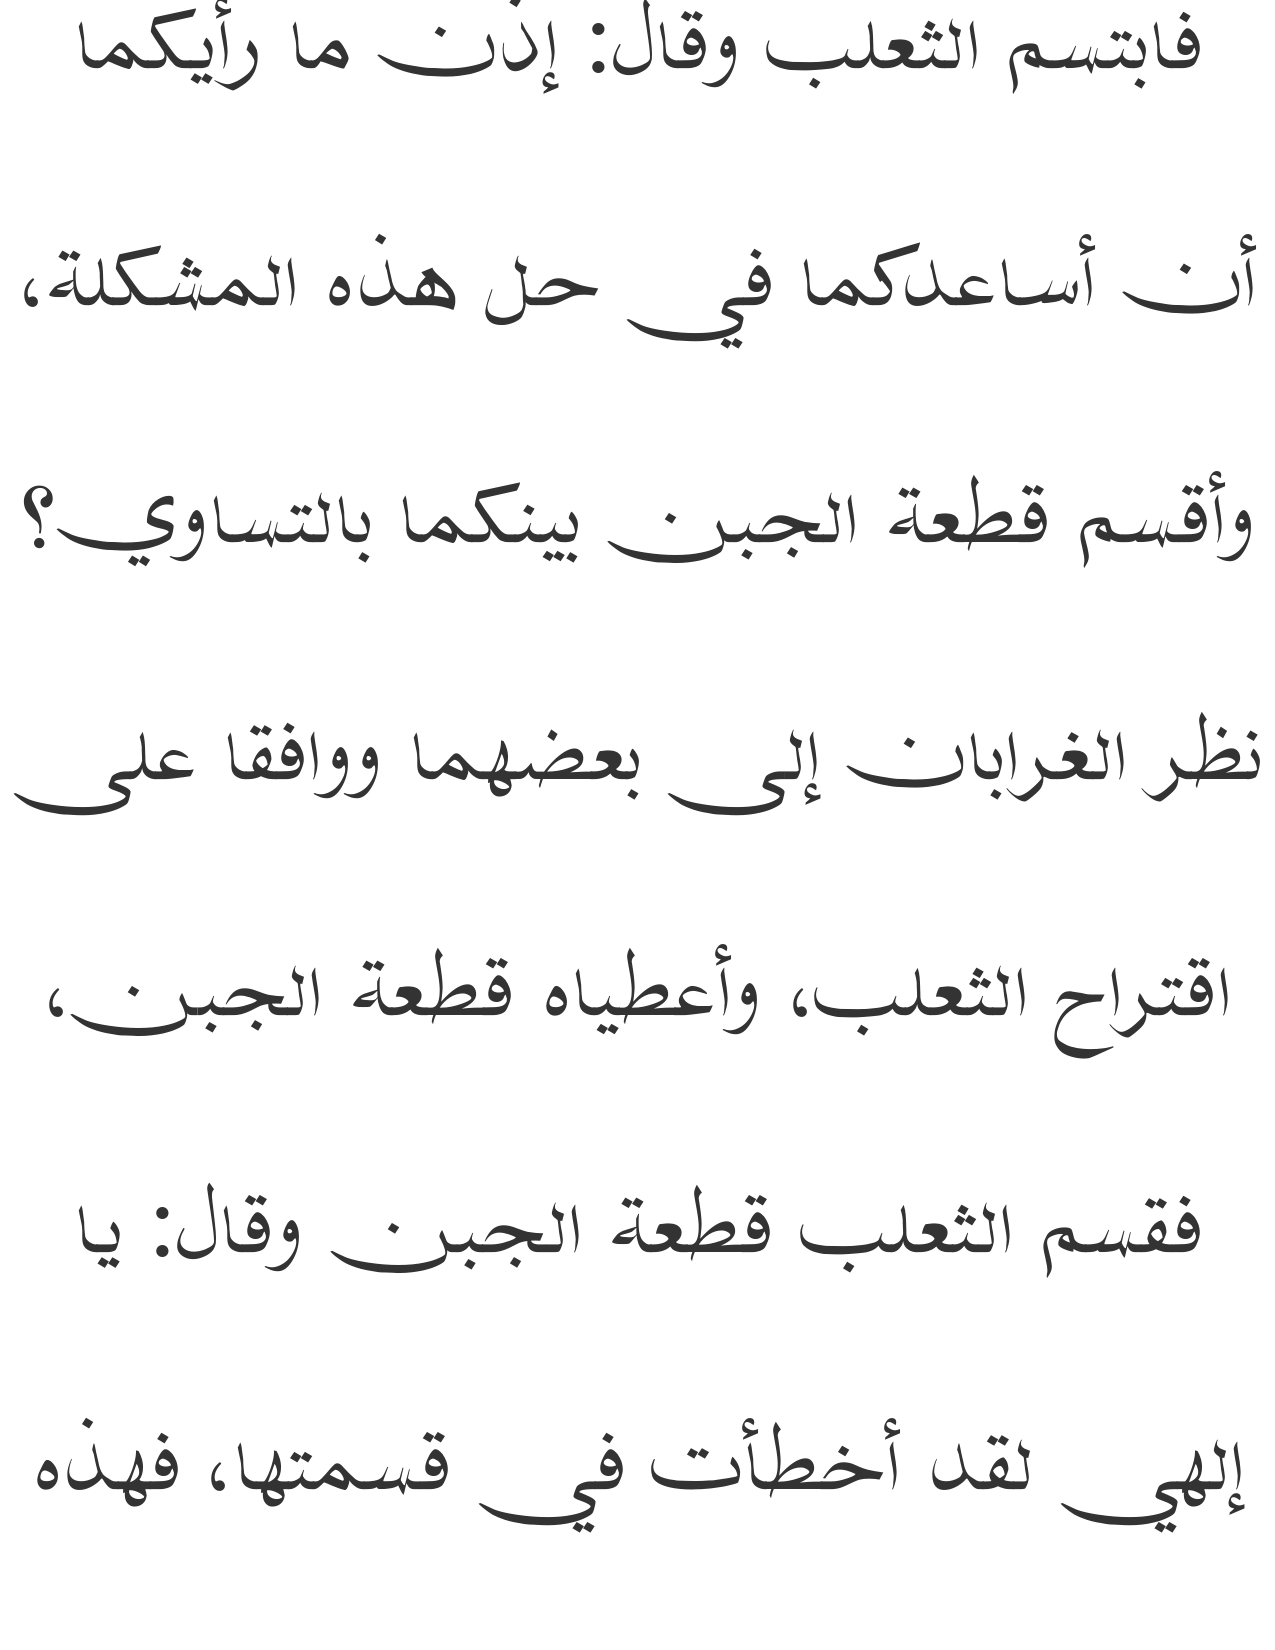 فابتسم الثعلب وقال: إذن ما رأيكما
أن أساعدكما في حل هذه المشكلة،
وأقسم قطعة الجبن بينكما بالتساوي؟
نظر الغرابان إلى بعضهما ووافقا على
اقتراح الثعلب، وأعطياه قطعة الجبن،
فقسم الثعلب قطعة الجبن وقال: يا
إلهي لقد أخطأت في قسمتها، فهذه